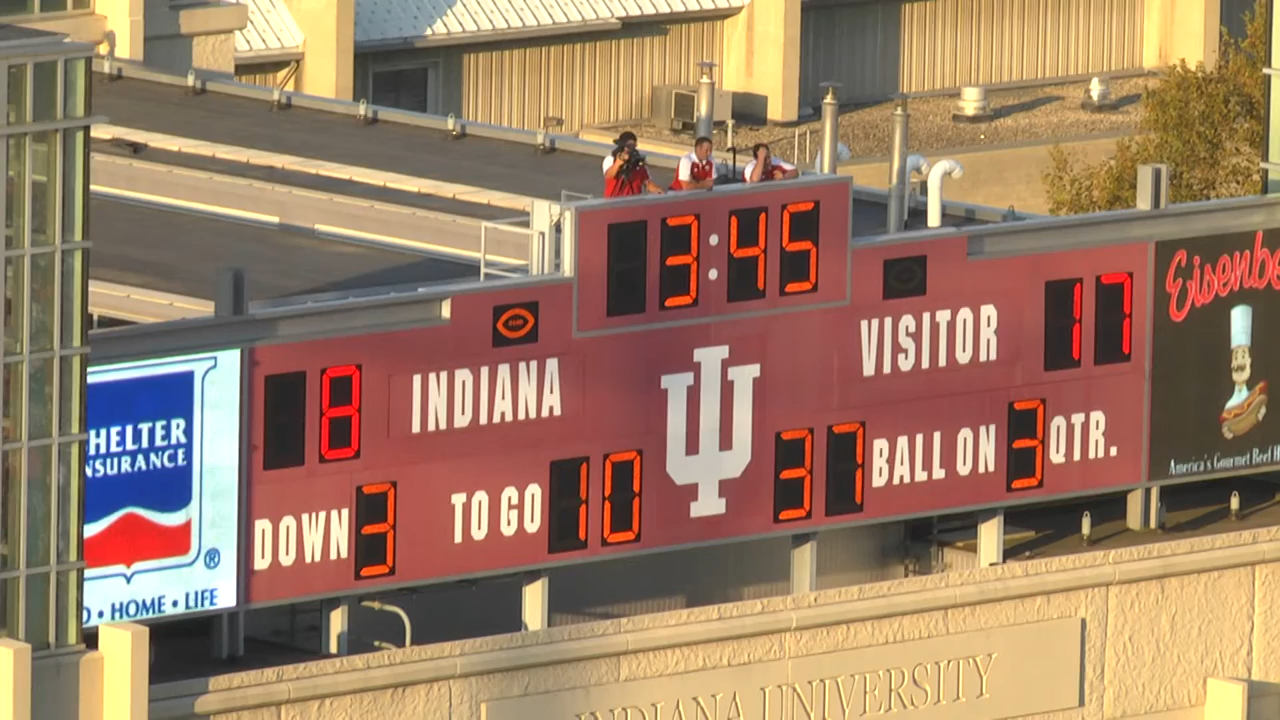 3:45
INDIANA
8
VISITOR
17
IU
DOWN 3
TO GO 10
37 BALL ON
3 QTR.
HELTER
NSURANCE
®
• HOME • LIFE
Eisenbe
America's Gourmet Beef H
INDIANA UNIVERSITY